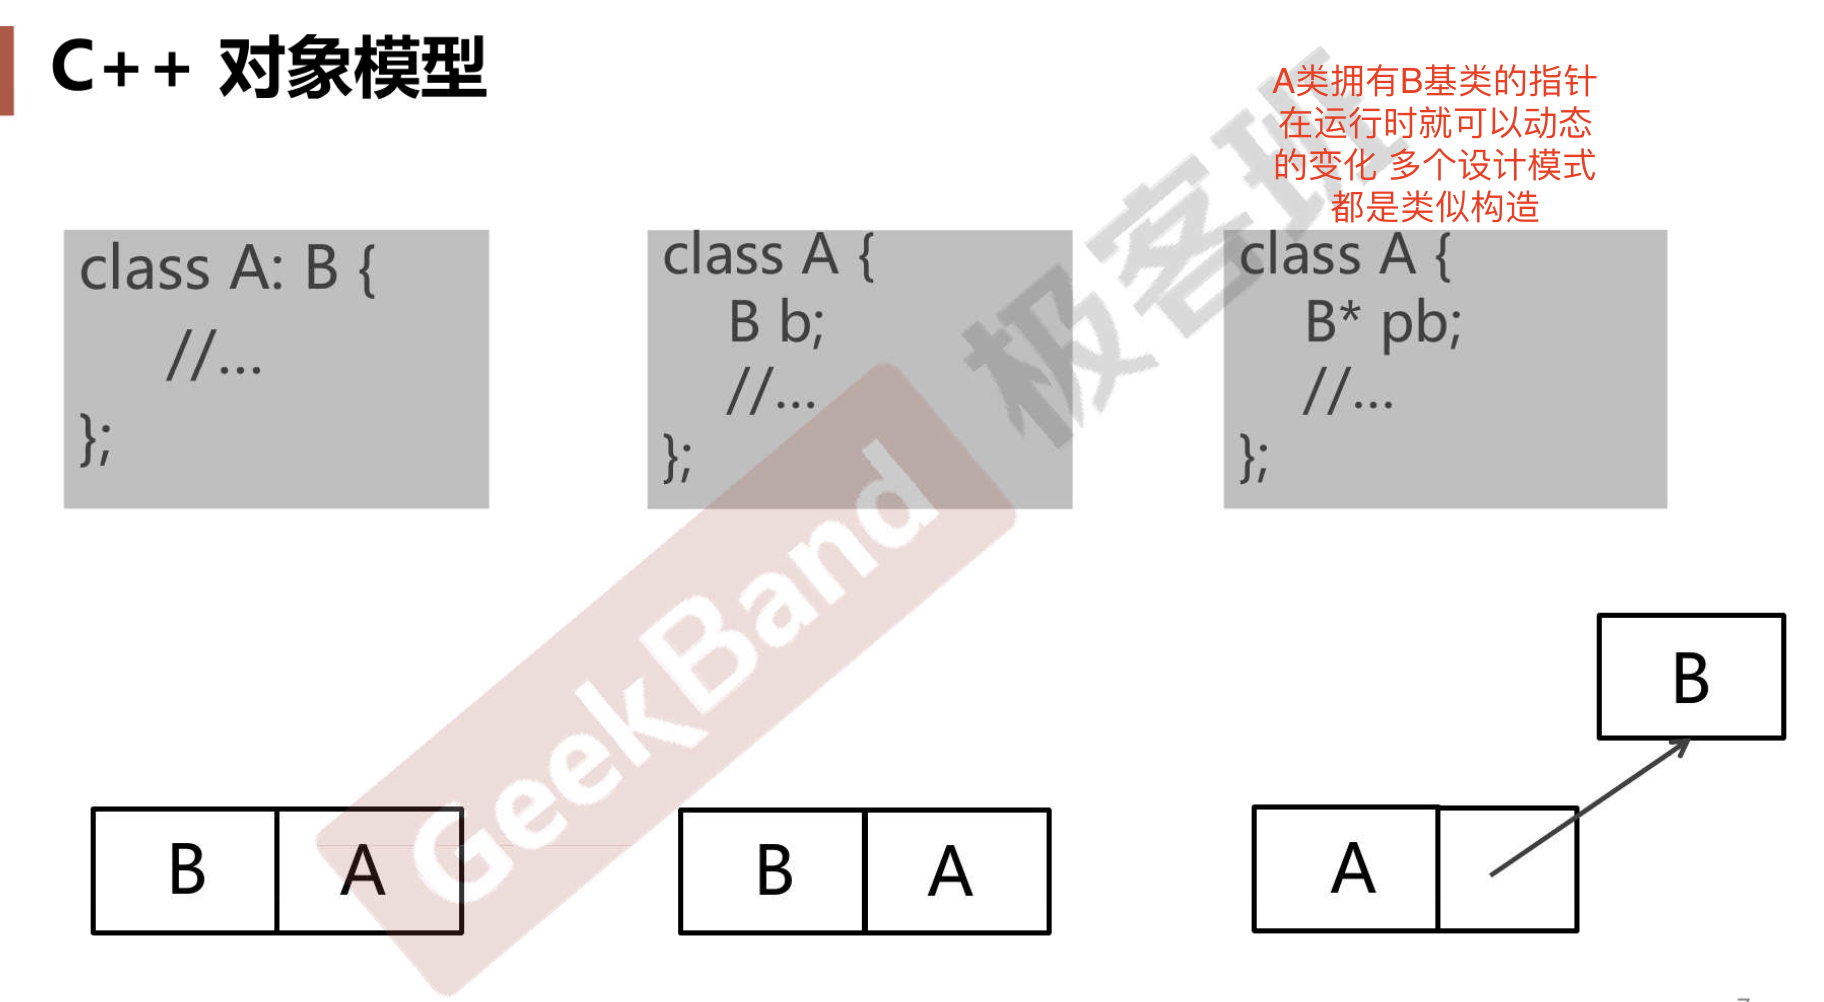 C++ 对象模型
A类拥有B基类的指针
在运行时就可以动态
的变化 多个设计模式
都是类似构造
class A: B {
//...
};
class A {
B b;
//...
};
class A {
B* pb;
//...
};
极客班
GeekBand
B
B A
B A
A